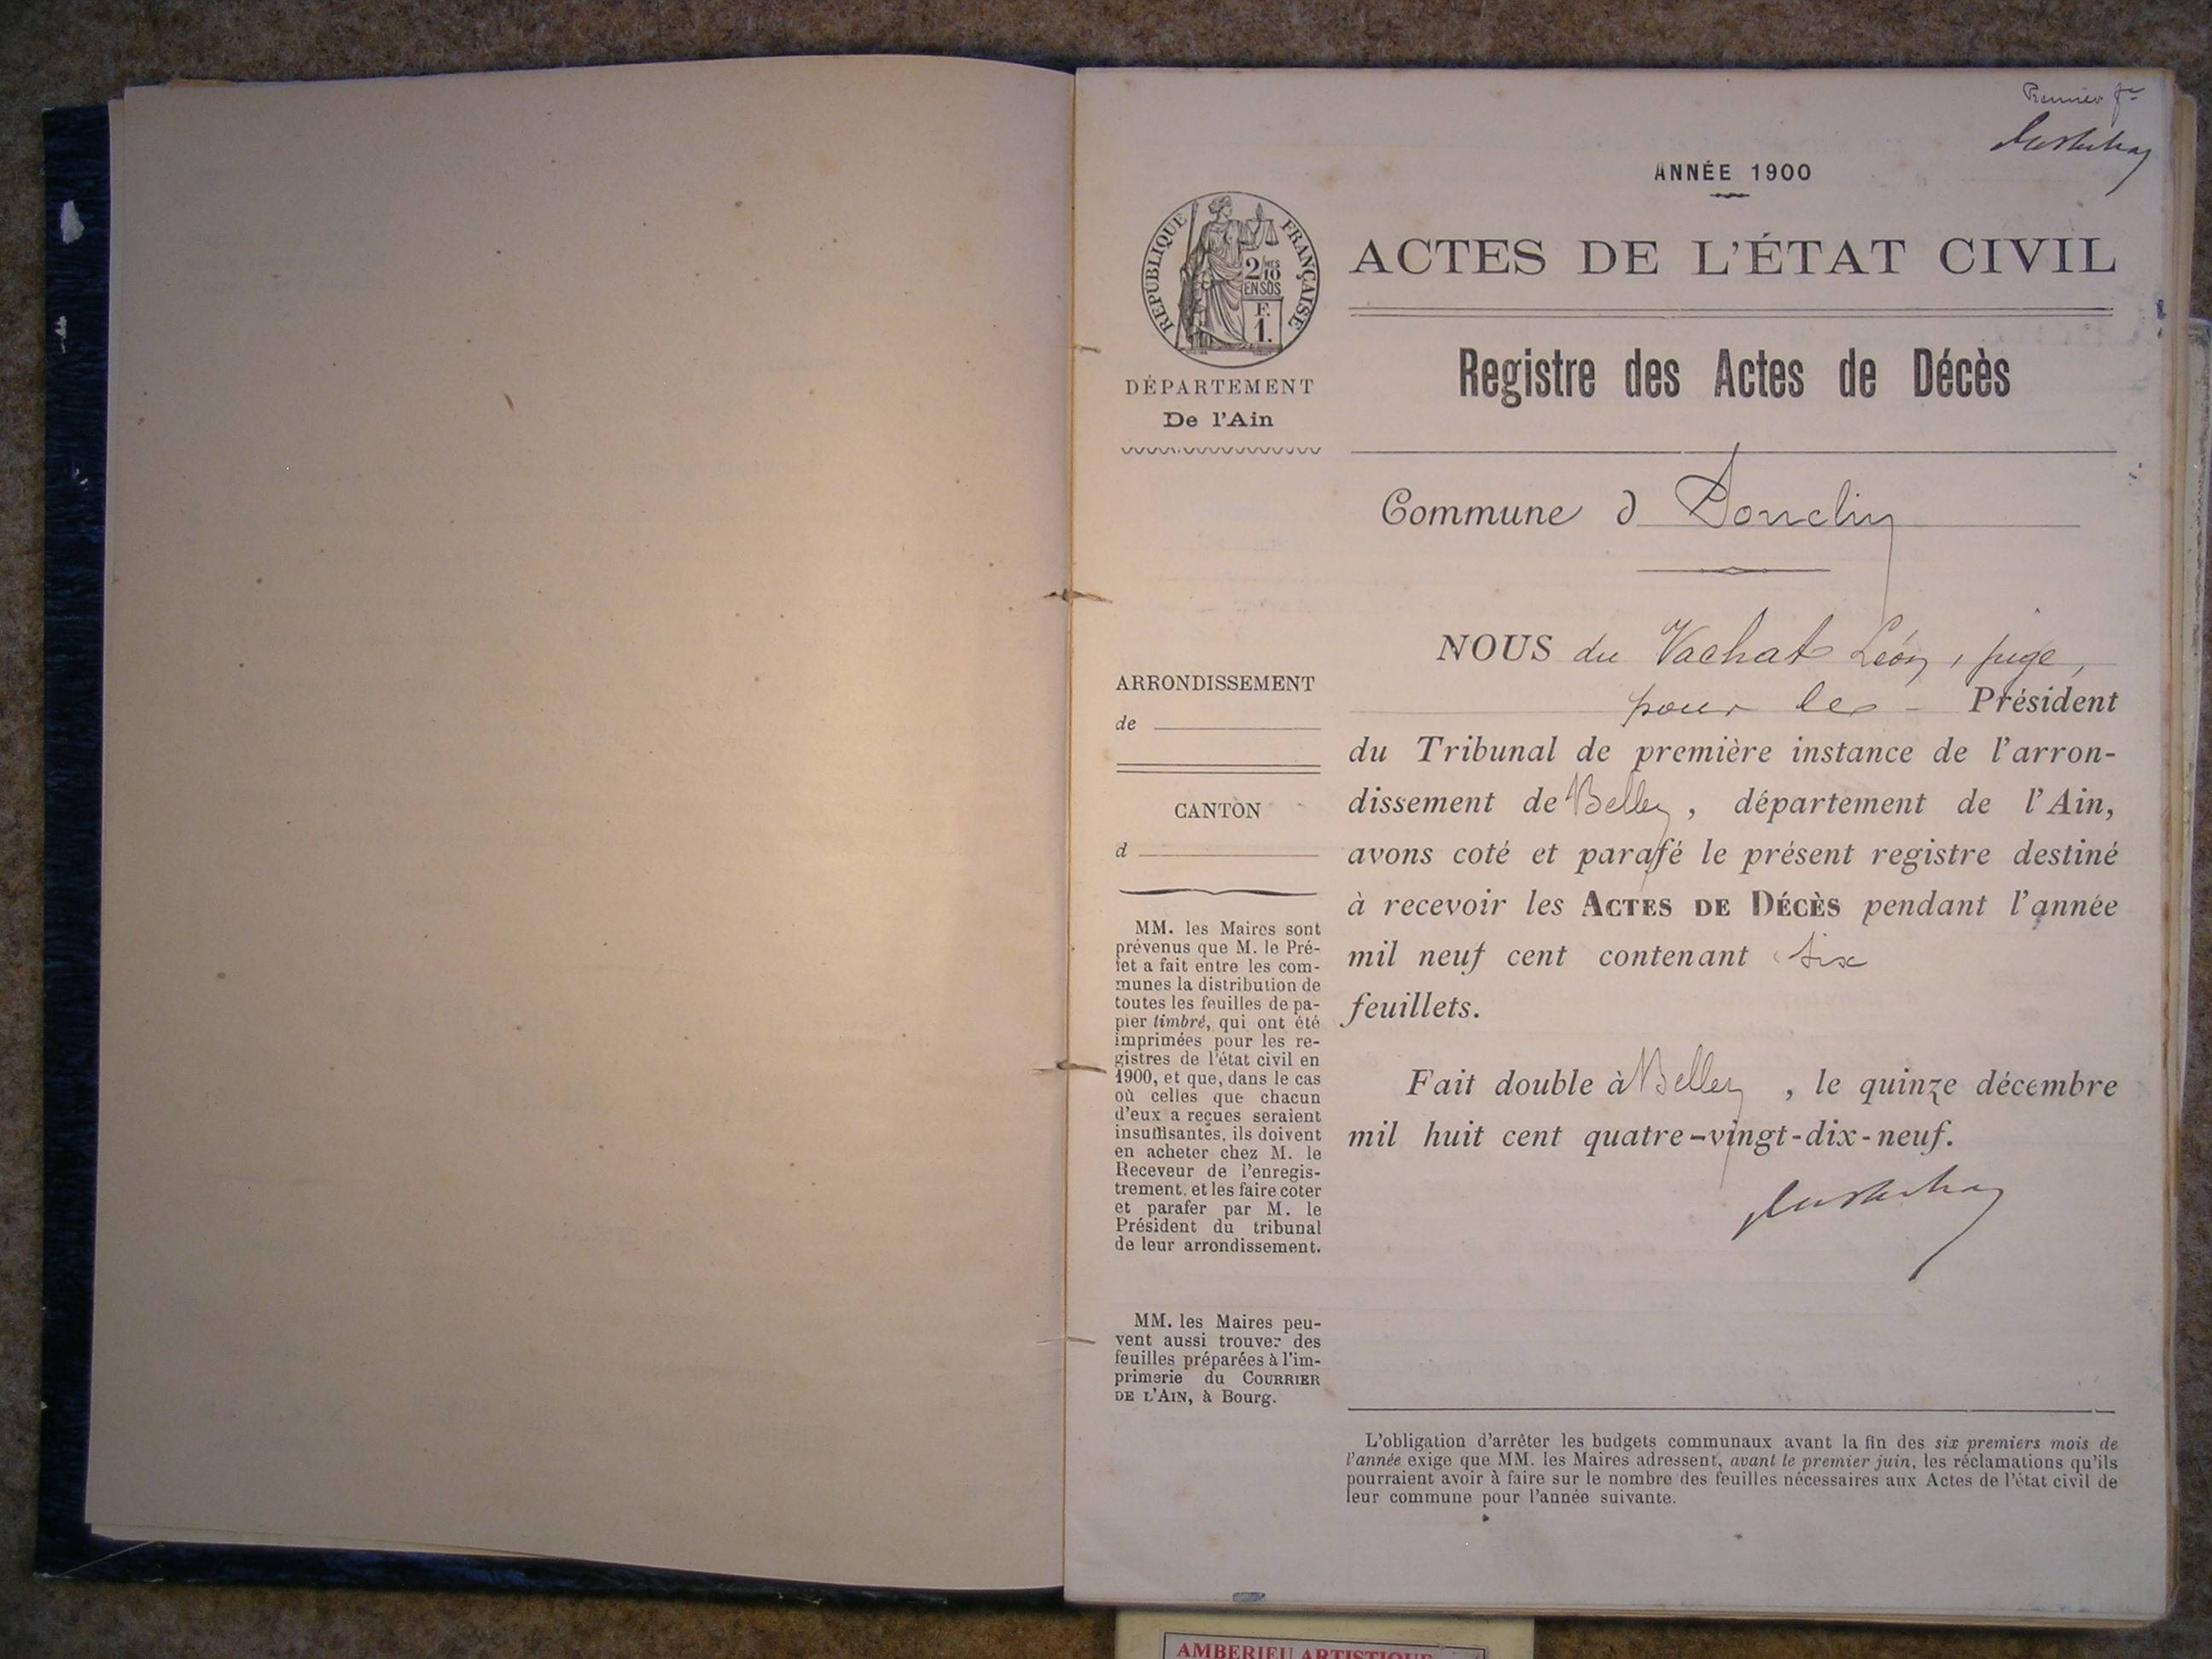 Premier f
ANNÉE 1900
RÉPUBLIQUE FRANÇAISE
2/10 MES
EN SUS
F.
1.
ACTES DE L'ÉTAT CIVIL
DÉPARTEMENT
De l'Ain
Registre des Actes de Décès
Commune d Douvres
NOUS du Vachat Léon, juge,
pour le - Président
du Tribunal de première instance de l'arron-
dissement de Belley, département de l'Ain,
avons coté et parafé le présent registre destiné
à recevoir les ACTES DE DÉCÈS pendant l'année
mil neuf cent contenant six
feuillets.
Fait double à Belley, le quinze décembre
mil huit cent quatre-vingt-dix-neuf.
ARRONDISSEMENT
de
CANTON
d
MM. les Maires sont
prévenus que M. le Pré-
fet a fait entre les com-
munes la distribution de
toutes les feuilles de pa-
pier timbré, qui ont été
imprimées pour les re-
gistres de l'état civil en
1900, et que, dans le cas
où celles que chacun
d'eux a reçues seraient
insuffisantes, ils doivent
en acheter chez M. le
Receveur de l'enregis-
trement, et les faire coter
et parafer par M. le
Président du tribunal
de leur arrondissement.
MM. les Maires peu-
vent aussi trouver des
feuilles préparées à l'im-
primerie du COURRIER
DE L'AIN, à Bourg.
L'obligation d'arrêter les budgets communaux avant la fin des six premiers mois de
l'année exige que MM. les Maires adressent, avant le premier juin, les réclamations qu'ils
pourraient avoir à faire sur le nombre des feuilles nécessaires aux Actes de l'état civil de
leur commune pour l'année suivante.
AMBERIEU ARTISTIQUE